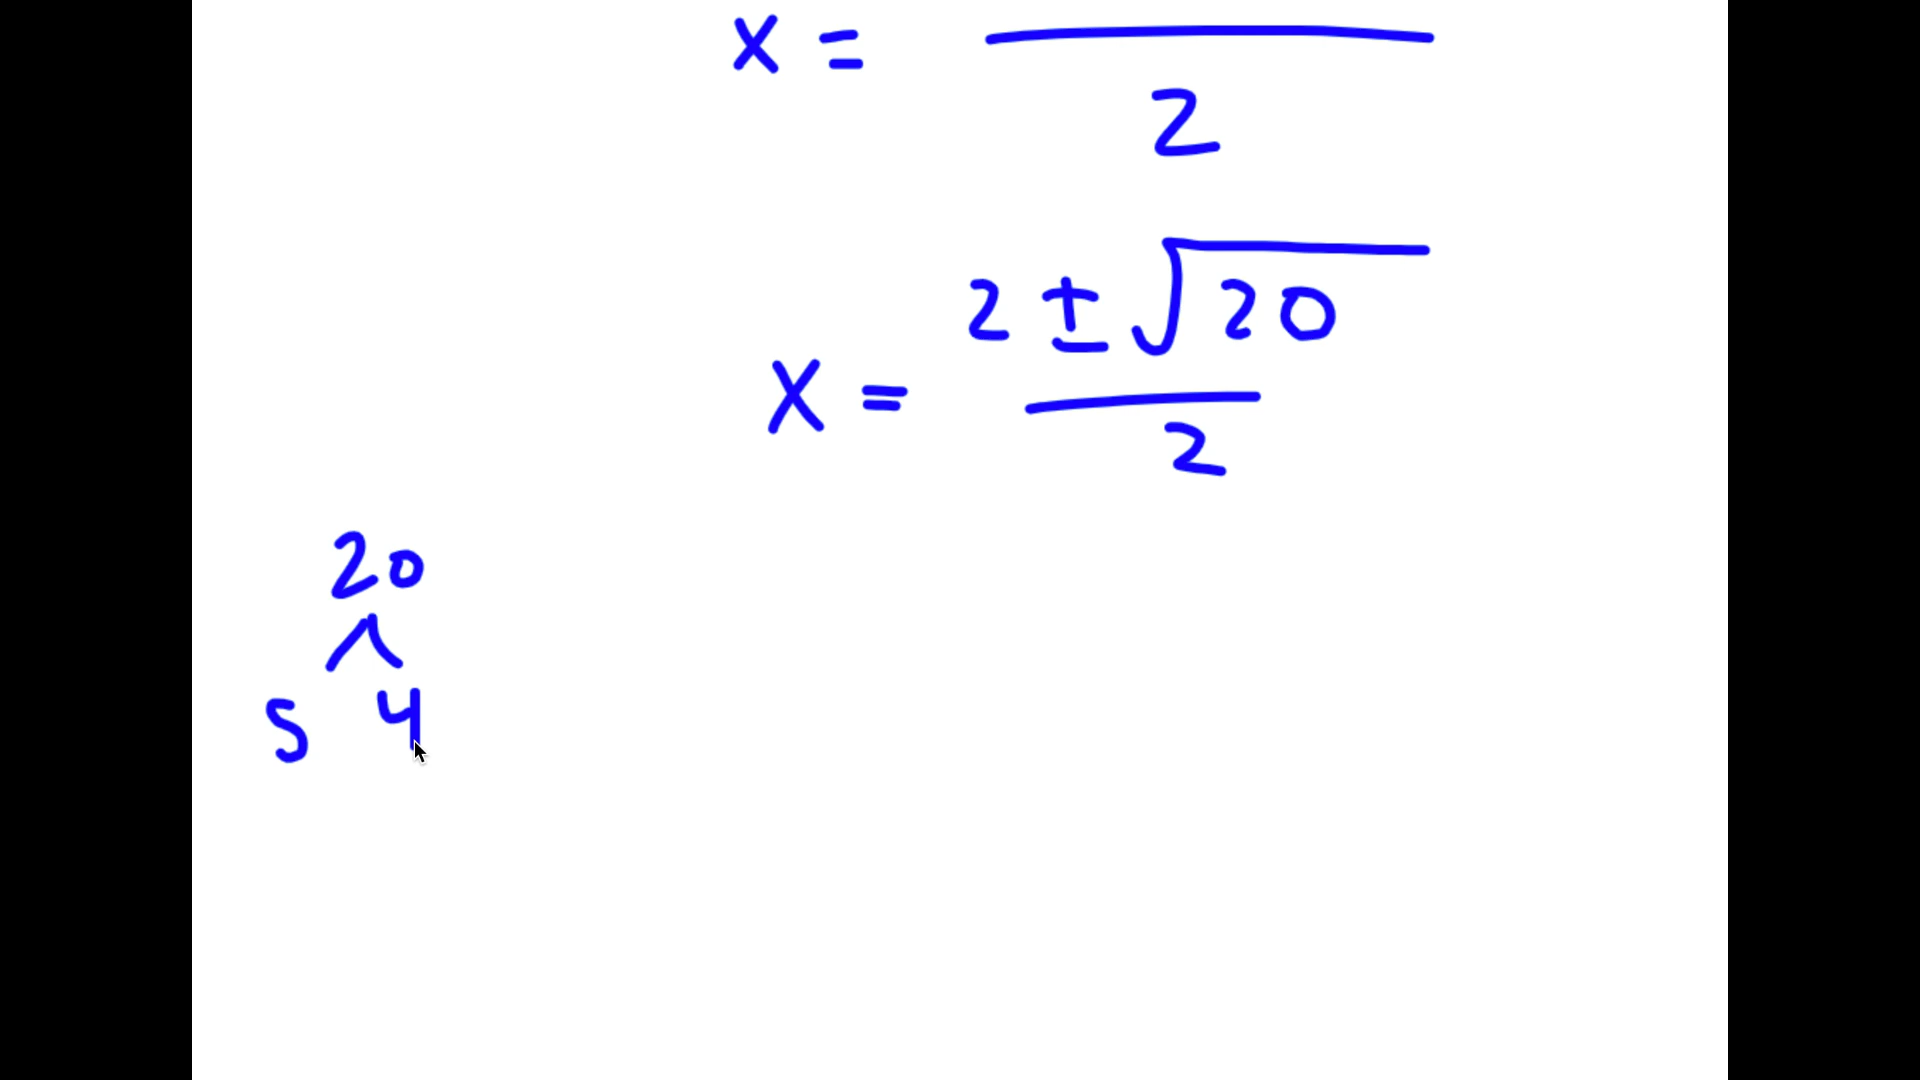 x =
2
2 ± √20
x =
2
20
5 4